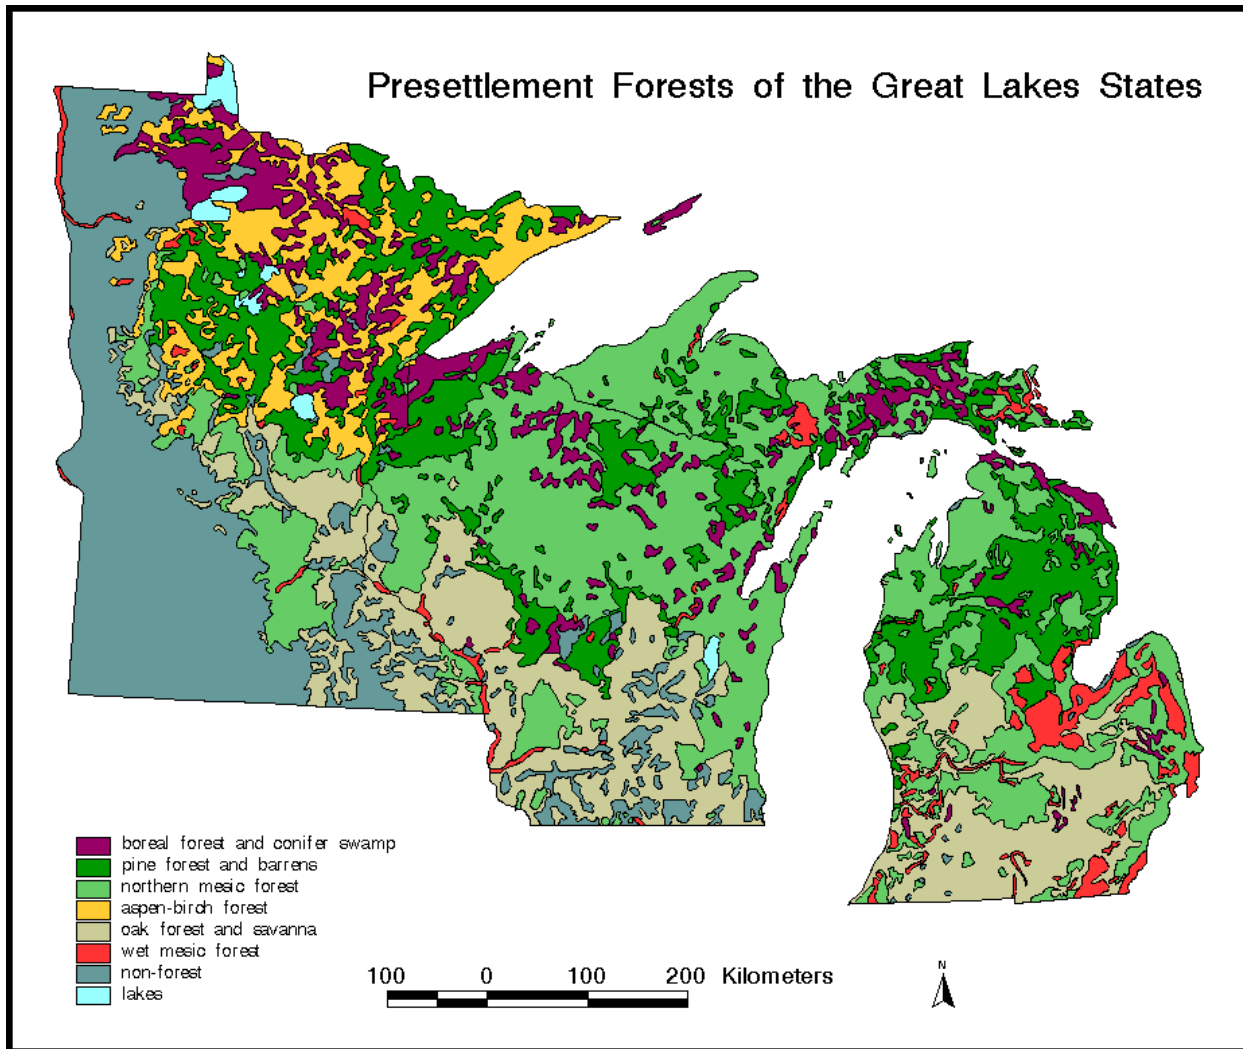 Presettlement Forests of the Great Lakes States
boreal forest and conifer swamp
pine forest and barrens
northern mesic forest
aspen-birch forest
oak forest and savanna
wet mesic forest
non-forest
lakes
100 0 100 200 Kilometers
N